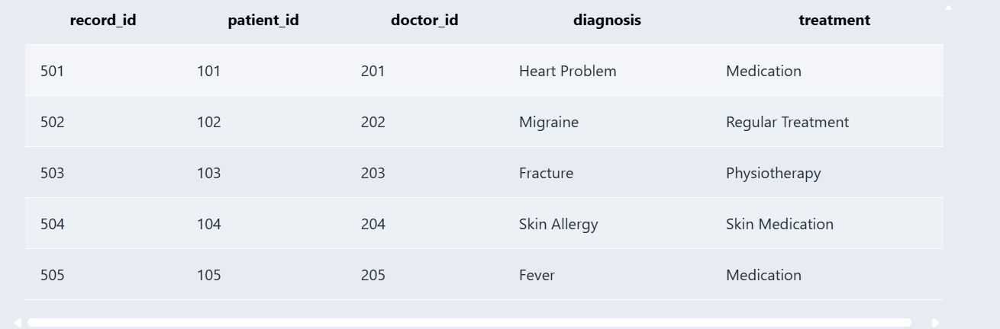 record_id patient_id doctor_id diagnosis treatment
501 101 201 Heart Problem Medication
502 102 202 Migraine Regular Treatment
503 103 203 Fracture Physiotherapy
504 104 204 Skin Allergy Skin Medication
505 105 205 Fever Medication